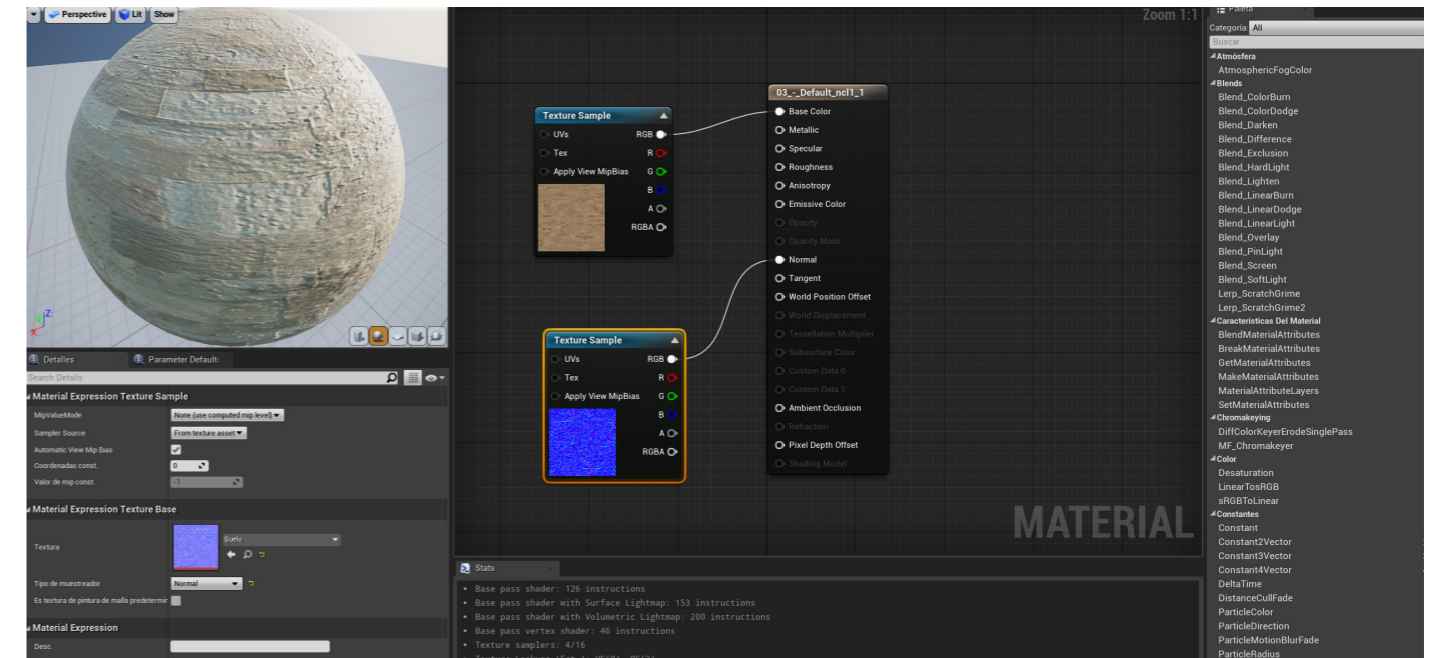 Perspective Lit Show
Zoom 1:1
Paleta
Categoría: All
Buscar
Atmósfera
AtmosphericFogColor
Blends
Blend_ColorBurn
Blend_ColorDodge
Blend_Darken
Blend_Difference
Blend_Exclusion
Blend_HardLight
Blend_Lighten
Blend_LinearBurn
Blend_LinearDodge
Blend_LinearLight
Blend_Overlay
Blend_PinLight
Blend_Screen
Blend_SoftLight
Lerp_ScratchGrime
Lerp_ScratchGrime2
Características Del Material
BlendMaterialAttributes
BreakMaterialAttributes
GetMaterialAttributes
MakeMaterialAttributes
MaterialAttributeLayers
SetMaterialAttributes
Chromakeying
DiffColorKeyerErodeSinglePass
MF_Chromakeyer
Color
Desaturation
LinearTosRGB
sRGBToLinear
Constantes
Constant
Constant2Vector
Constant3Vector
Constant4Vector
DeltaTime
DistanceCullFade
ParticleColor
ParticleDirection
ParticleMotionBlurFade
ParticleRadius
Texture Sample
UVs RGB
Tex R
Apply View MipBias G
B
A
RGBA
Texture Sample
UVs RGB
Tex R
Apply View MipBias G
B
A
RGBA
03_-_Default_ncl1_1
Base Color
Metallic
Specular
Roughness
Anisotropy
Emissive Color
Opacity
Opacity Mask
Normal
Tangent
World Position Offset
World Displacement
Tessellation Multiplier
Subsurface Color
Custom Data 0
Custom Data 1
Ambient Occlusion
Refraction
Pixel Depth Offset
Shading Model
MATERIAL
Z
X
Detalles Parameter Default
Search Details
Material Expression Texture Sample
MipValueMode None (use computed mip level)
Sampler Source From texture asset
Automatic View Mip Bias
Coordenadas const. 0
Valor de mip const. -1
Material Expression Texture Base
Textura Suelo
Tipo de muestreador Normal
Es textura de pintura de malla predetermir
Material Expression
Desc.
Stats
Base pass shader: 126 instructions
Base pass shader with Surface Lightmap: 153 instructions
Base pass shader with Volumetric Lightmap: 200 instructions
Base pass vertex shader: 46 instructions
Texture samplers: 4/16